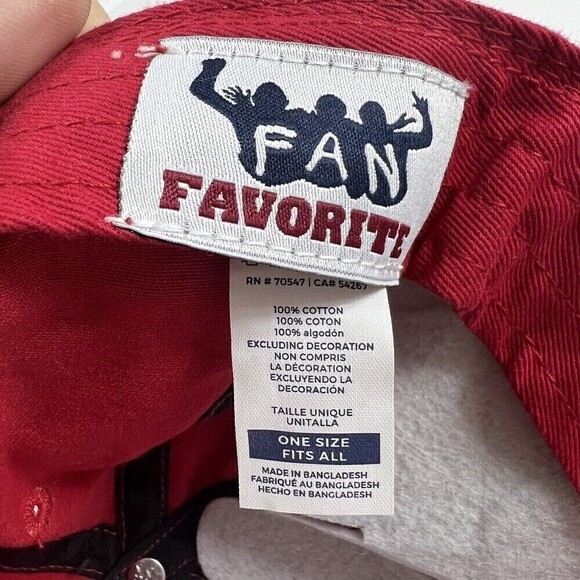 FAN
FAVORITE
RN # 70547 | CA# 54267
100% COTTON
100% COTON
100% algodón
EXCLUDING DECORATION
NON COMPRIS
LA DÉCORATION
EXCLUYENDO LA
DECORACIÓN
TAILLE UNIQUE
UNITALLA
ONE SIZE
FITS ALL
MADE IN BANGLADESH
FABRIQUÉ AU BANGLADESH
HECHO EN BANGLADESH